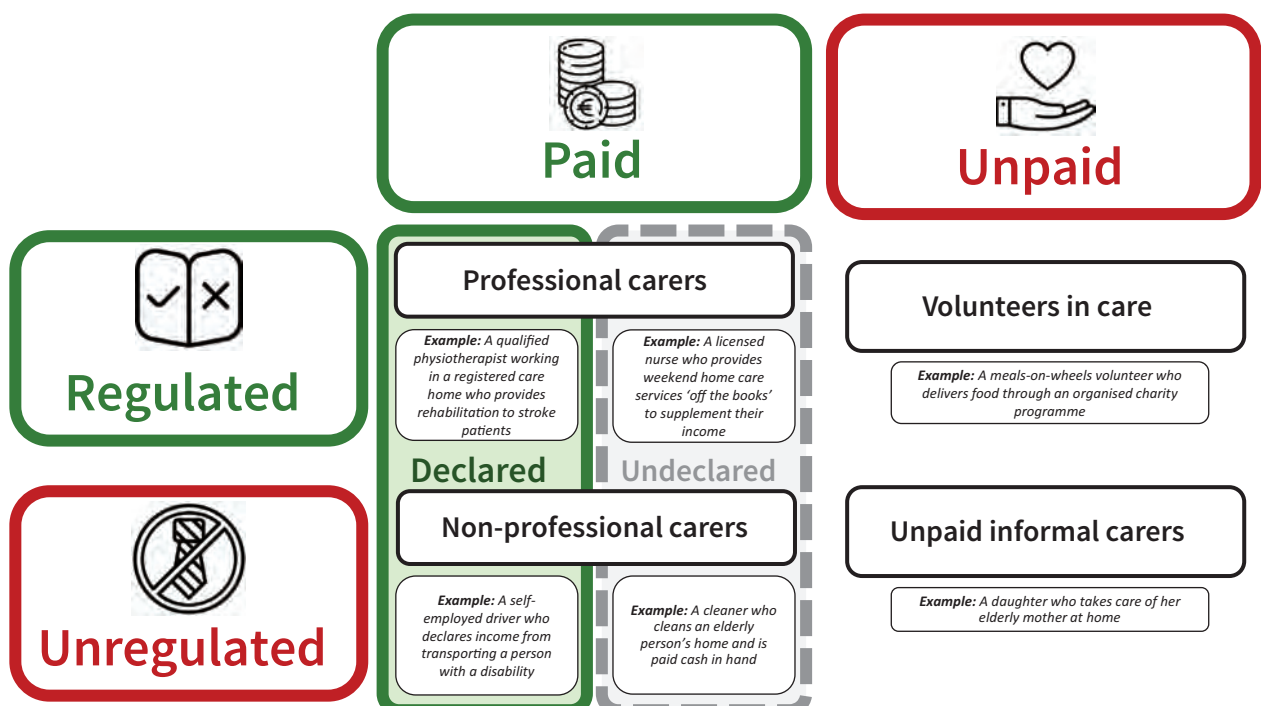 Paid
Unpaid
Regulated
Professional carers
Example: A qualified
physiotherapist working
in a registered care
home who provides
rehabilitation to stroke
patients
Example: A licensed
nurse who provides
weekend home care
services ‘off the books’
to supplement their
income
Volunteers in care
Example: A meals-on-wheels volunteer who
delivers food through an organised charity
programme
Declared
Undeclared
Unregulated
Non-professional carers
Example: A self-
employed driver who
declares income from
transporting a person
with a disability
Example: A cleaner who
cleans an elderly
person’s home and is
paid cash in hand
Unpaid informal carers
Example: A daughter who takes care of her
elderly mother at home